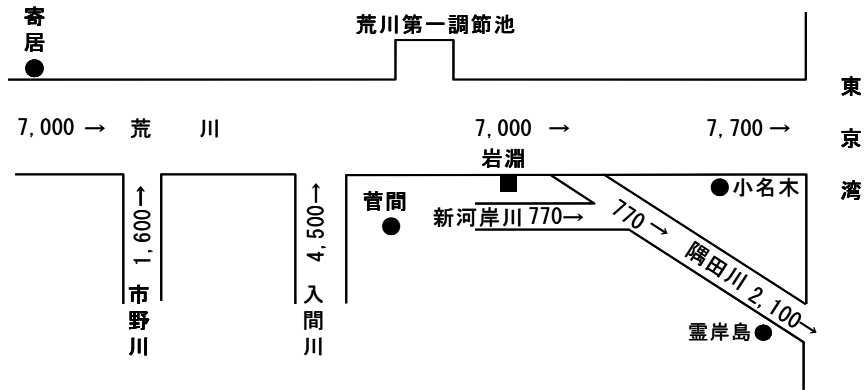 寄居
荒川第一調節池
東京湾
7,000 → 荒川
7,000 →
7,700 →
岩淵
小名木
菅間
新河岸川 770→
770 →
隅田川 2,100→
1,600→
市野川
4,500→
入間川
霊岸島